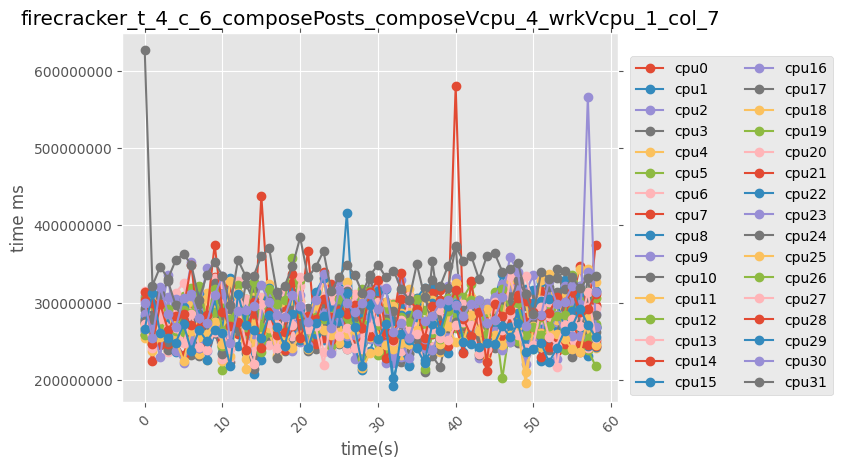 firecracker_t_4_c_6_composePosts_composeVcpu_4_wrkVcpu_1_col_7
time ms
600000000
500000000
400000000
300000000
200000000
0
10
20
30
40
50
60
time(s)
cpu0
cpu1
cpu2
cpu3
cpu4
cpu5
cpu6
cpu7
cpu8
cpu9
cpu10
cpu11
cpu12
cpu13
cpu14
cpu15
cpu16
cpu17
cpu18
cpu19
cpu20
cpu21
cpu22
cpu23
cpu24
cpu25
cpu26
cpu27
cpu28
cpu29
cpu30
cpu31